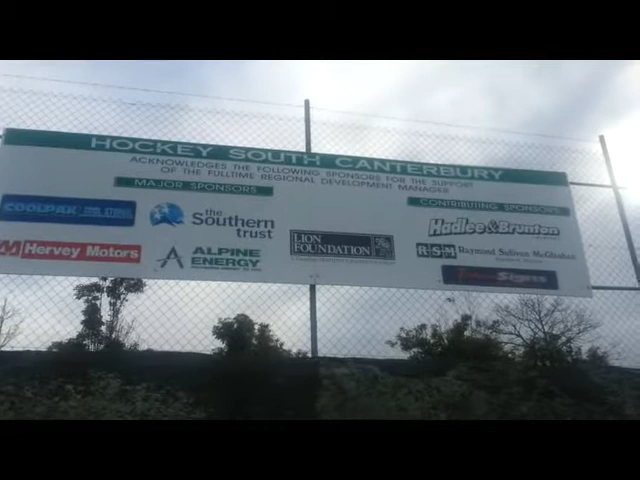 HOCKEY SOUTH CANTERBURY
ACKNOWLEDGES THE FOLLOWING SPONSORS FOR THE SUPPORT
OF THE FULLTIME REGIONAL DEVELOPMENT MANAGER
MAJOR SPONSORS
CONTRIBUTING SPONSORS
COOLPAK
the
Southern
trust
Hervey Motors
ALPINE
ENERGY
LION
FOUNDATION
Hadlee & Brunton
RSM Raymond Sullivan McGlashan
Signs